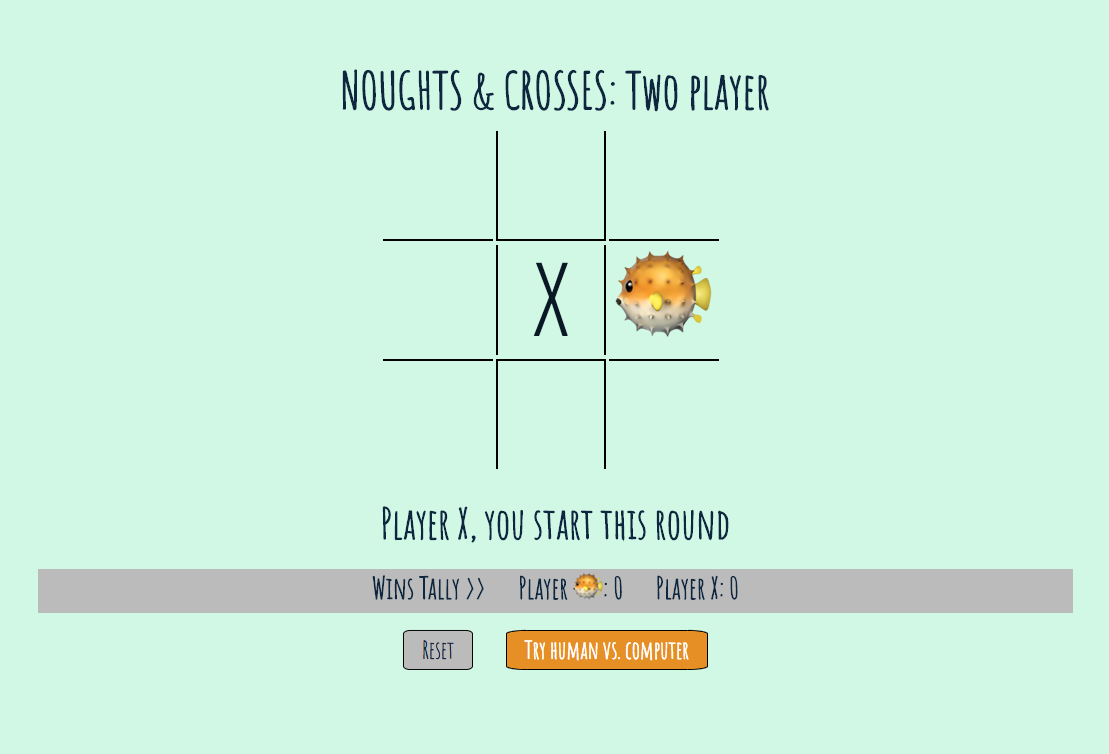 NOUGHTS & CROSSES: Two player
X
Player X, you start this round
Wins Tally >> Player 🐡: 0 Player X: 0
Reset Try human vs. computer